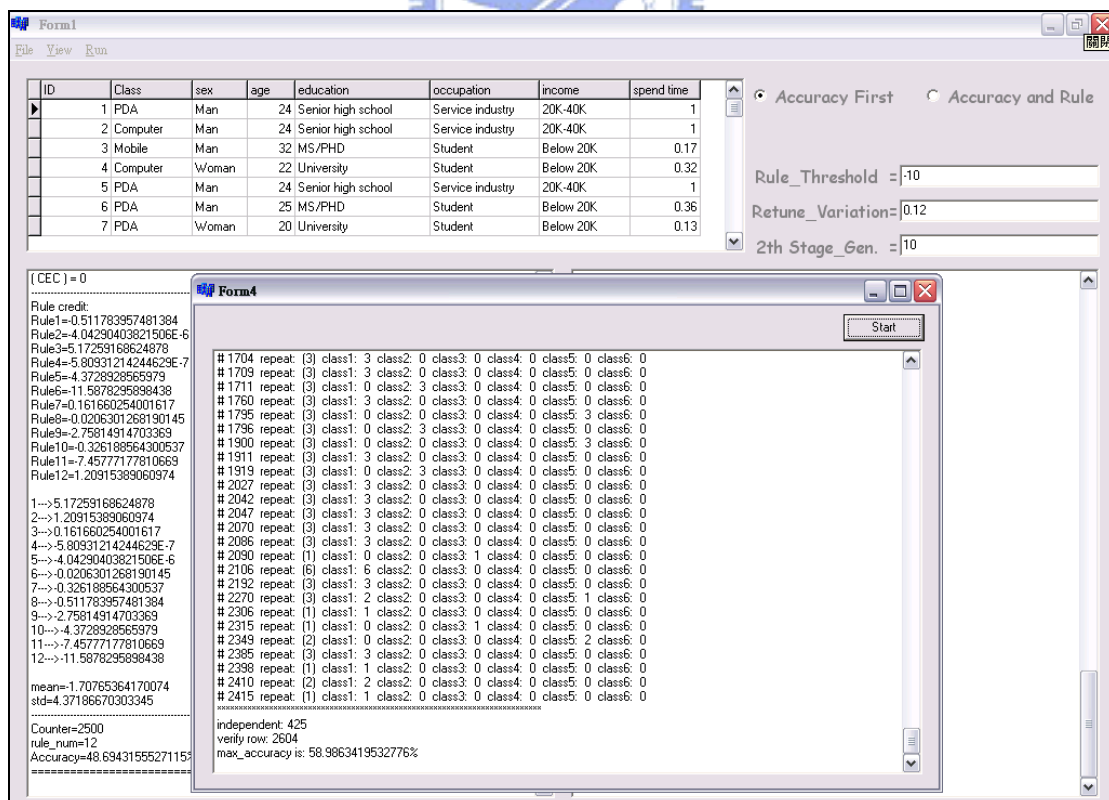 Form1
關閉
File View Run
ID Class sex age education occupation income spend time
1 PDA Man 24 Senior high school Service industry 20K-40K 1
2 Computer Man 24 Senior high school Service industry 20K-40K 1
3 Mobile Man 32 MS/PHD Student Below 20K 0.17
4 Computer Woman 22 University Student Below 20K 0.32
5 PDA Man 24 Senior high school Service industry 20K-40K 1
6 PDA Man 25 MS/PHD Student Below 20K 0.36
7 PDA Woman 20 University Student Below 20K 0.13
Accuracy First Accuracy and Rule
Rule_Threshold = -10
Retune_Variation= 0.12
2th Stage_Gen. = 10
( CEC ) = 0
Rule credit:
Rule1=-0.511783957481384
Rule2=-4.04290403821506E-6
Rule3=5.17259168624878
Rule4=-5.80931214244629E-7
Rule5=-4.3728928565979
Rule6=-11.5878295898438
Rule7=0.161660254001617
Rule8=-0.0206301268190145
Rule9=-2.75814914703369
Rule10=-0.326188564300537
Rule11=-7.45777177810669
Rule12=1.20915389060974
1--->5.17259168624878
2--->1.20915389060974
3--->0.161660254001617
4--->-5.80931214244629E-7
5--->-4.04290403821506E-6
6--->-0.0206301268190145
7--->-0.326188564300537
8--->-0.511783957481384
9--->-2.75814914703369
10--->-4.3728928565979
11--->-7.45777177810669
12--->-11.5878295898438
mean=-1.70765364170074
std=4.37186670303345
Counter=2500
rule_num=12
Accuracy=48.6943155527115%
==========================
Form4
Start
# 1704 repeat: (3) class1: 3 class2: 0 class3: 0 class4: 0 class5: 0 class6: 0
# 1709 repeat: (3) class1: 3 class2: 0 class3: 0 class4: 0 class5: 0 class6: 0
# 1711 repeat: (3) class1: 0 class2: 3 class3: 0 class4: 0 class5: 0 class6: 0
# 1760 repeat: (3) class1: 3 class2: 0 class3: 0 class4: 0 class5: 0 class6: 0
# 1795 repeat: (3) class1: 0 class2: 0 class3: 0 class4: 0 class5: 3 class6: 0
# 1796 repeat: (3) class1: 0 class2: 3 class3: 0 class4: 0 class5: 0 class6: 0
# 1900 repeat: (3) class1: 0 class2: 0 class3: 0 class4: 0 class5: 3 class6: 0
# 1911 repeat: (3) class1: 3 class2: 0 class3: 0 class4: 0 class5: 0 class6: 0
# 1919 repeat: (3) class1: 0 class2: 3 class3: 0 class4: 0 class5: 0 class6: 0
# 2027 repeat: (3) class1: 3 class2: 0 class3: 0 class4: 0 class5: 0 class6: 0
# 2042 repeat: (3) class1: 3 class2: 0 class3: 0 class4: 0 class5: 0 class6: 0
# 2047 repeat: (3) class1: 3 class2: 0 class3: 0 class4: 0 class5: 0 class6: 0
# 2070 repeat: (3) class1: 3 class2: 0 class3: 0 class4: 0 class5: 0 class6: 0
# 2086 repeat: (3) class1: 3 class2: 0 class3: 0 class4: 0 class5: 0 class6: 0
# 2090 repeat: (1) class1: 0 class2: 0 class3: 1 class4: 0 class5: 0 class6: 0
# 2106 repeat: (6) class1: 6 class2: 0 class3: 0 class4: 0 class5: 0 class6: 0
# 2192 repeat: (3) class1: 3 class2: 0 class3: 0 class4: 0 class5: 0 class6: 0
# 2270 repeat: (3) class1: 2 class2: 0 class3: 0 class4: 0 class5: 1 class6: 0
# 2306 repeat: (1) class1: 1 class2: 0 class3: 0 class4: 0 class5: 0 class6: 0
# 2315 repeat: (1) class1: 0 class2: 0 class3: 1 class4: 0 class5: 0 class6: 0
# 2349 repeat: (2) class1: 0 class2: 0 class3: 0 class4: 0 class5: 2 class6: 0
# 2385 repeat: (3) class1: 3 class2: 0 class3: 0 class4: 0 class5: 0 class6: 0
# 2398 repeat: (1) class1: 1 class2: 0 class3: 0 class4: 0 class5: 0 class6: 0
# 2410 repeat: (2) class1: 2 class2: 0 class3: 0 class4: 0 class5: 0 class6: 0
# 2415 repeat: (1) class1: 1 class2: 0 class3: 0 class4: 0 class5: 0 class6: 0
independent: 425
verify row: 2604
max_accuracy is: 58.9863419532776%